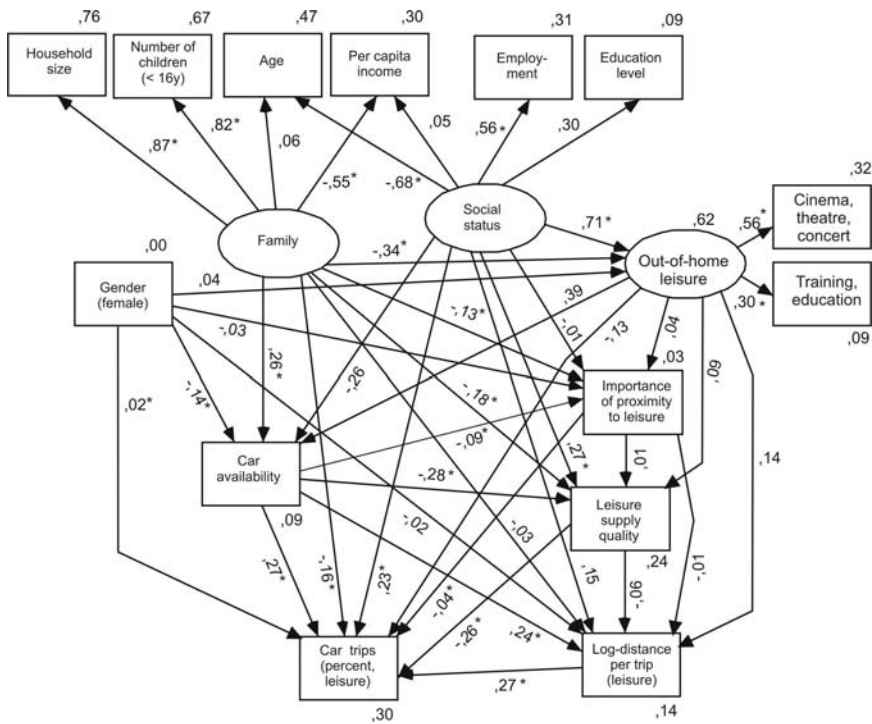 ,76
,67
,47
,30
,31
,09
Household
size
Number of
children
(< 16y)
Age
Per capita
income
Employ-
ment
Education
level
,87*
,82*
,06
-,55*
-,68*
,05
,56*
,30
,32
Cinema,
theatre,
concert
,56*
Social
status
,71*
,62
Family
-,34*
Out-of-home
leisure
,00
Gender
(female)
,04
,30*
Training,
education
,09
,39
-,03
-,13*
-,01
-,13
,04
,03
,09
,26*
-,26
Importance
of proximity
to leisure
-,14*
,02*
-,18*
-,09*
,27*
,01
,14
Car
availability
-,28*
Leisure
supply
quality
,09
-,02
-,03
,24
,27*
-,16*
,23*
,15
-,06
-,01
-,04*
-,26*
,24*
Car trips
(percent,
leisure)
Log-distance
per trip
(leisure)
,27*
,30
,14